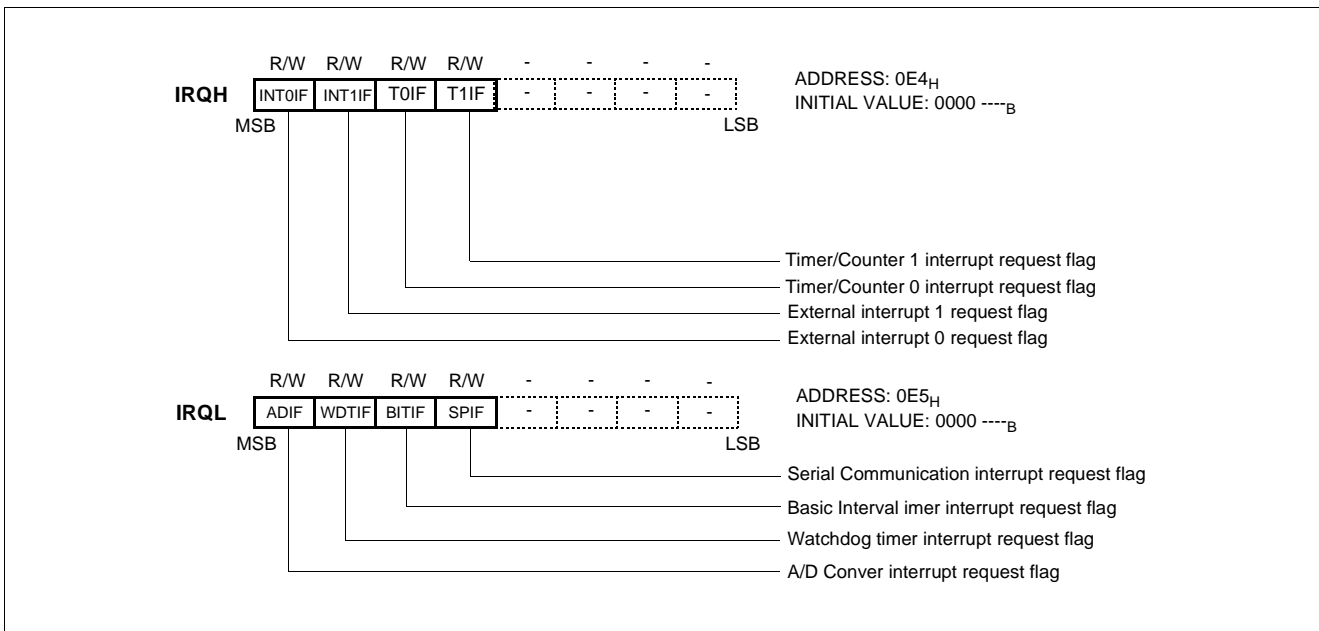 R/W R/W R/W R/W - - - -
IRQH INT0IF INT1IF T0IF T1IF - - - -
MSB LSB
ADDRESS: 0E4H
INITIAL VALUE: 0000 ----B
Timer/Counter 1 interrupt request flag
Timer/Counter 0 interrupt request flag
External interrupt 1 request flag
External interrupt 0 request flag
R/W R/W R/W R/W - - - -
IRQL ADIF WDTIF BITIF SPIF - - - -
MSB LSB
ADDRESS: 0E5H
INITIAL VALUE: 0000 ----B
Serial Communication interrupt request flag
Basic Interval imer interrupt request flag
Watchdog timer interrupt request flag
A/D Conver interrupt request flag